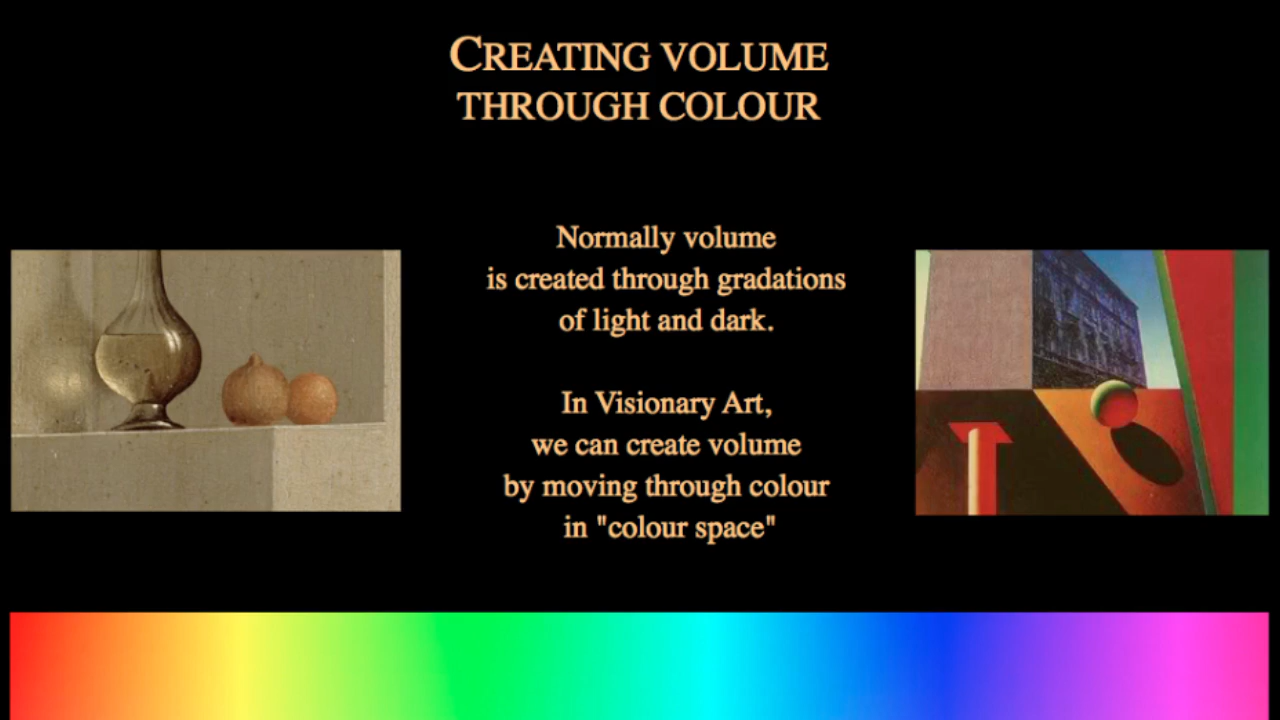 CREATING VOLUME
THROUGH COLOUR
Normally volume
is created through gradations
of light and dark.
In Visionary Art,
we can create volume
by moving through colour
in "colour space"